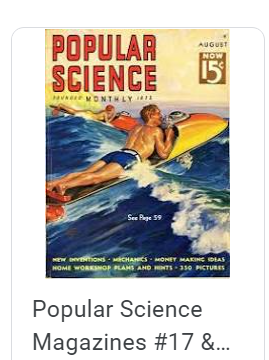 POPULAR
SCIENCE
AUGUST
NOW
15¢
FOUNDED MONTHLY 1872
See Page 59
NEW INVENTIONS • MECHANICS • MONEY MAKING IDEAS
HOME WORKSHOP PLANS AND HINTS • 350 PICTURES
Popular Science
Magazines #17 &...